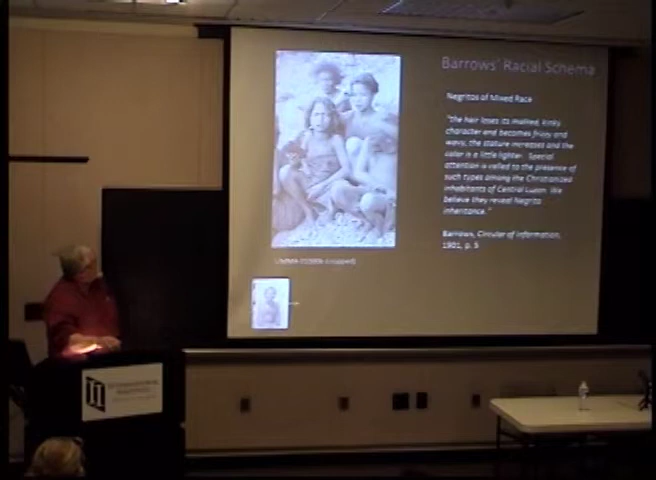 Barrows' Racial Schema
Negritos of Mixed Race
"the hair loses its matted, kinky
character and becomes frizzy and
wavy, the stature increases and the
color is a little lighter. Special
attention is called to the presence of
such types among the Christianized
inhabitants of Central Luzon. We
believe they reveal Negrito
inheritance."
Barrows, Circular of Information,
1901, p. 5